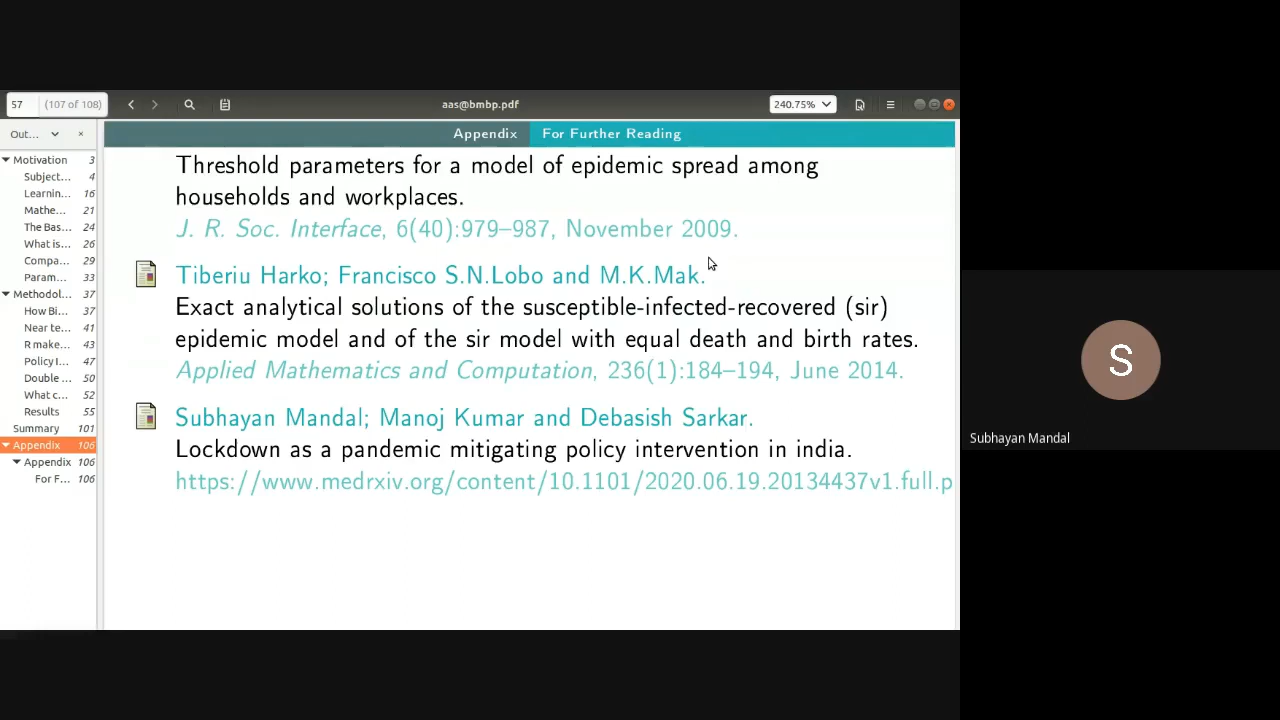 57 (107 of 108) aas@bmbp.pdf 240.75%
Out...
Motivation 3
Subject... 4
Learnin... 16
Mathe... 21
The Bas... 24
What is... 26
Compa... 29
Param... 33
Methodol... 37
How Bi... 37
Near te... 41
R make... 43
Policy I... 47
Double ... 50
What c... 52
Results 55
Summary 101
Appendix 106
Appendix 106
For F... 106
Appendix For Further Reading
Threshold parameters for a model of epidemic spread among
households and workplaces.
J. R. Soc. Interface, 6(40):979–987, November 2009.
Tiberiu Harko; Francisco S.N.Lobo and M.K.Mak.
Exact analytical solutions of the susceptible-infected-recovered (sir)
epidemic model and of the sir model with equal death and birth rates.
Applied Mathematics and Computation, 236(1):184–194, June 2014.
Subhayan Mandal; Manoj Kumar and Debasish Sarkar.
Lockdown as a pandemic mitigating policy intervention in india.
https://www.medrxiv.org/content/10.1101/2020.06.19.20134437v1.full.p
S
Subhayan Mandal